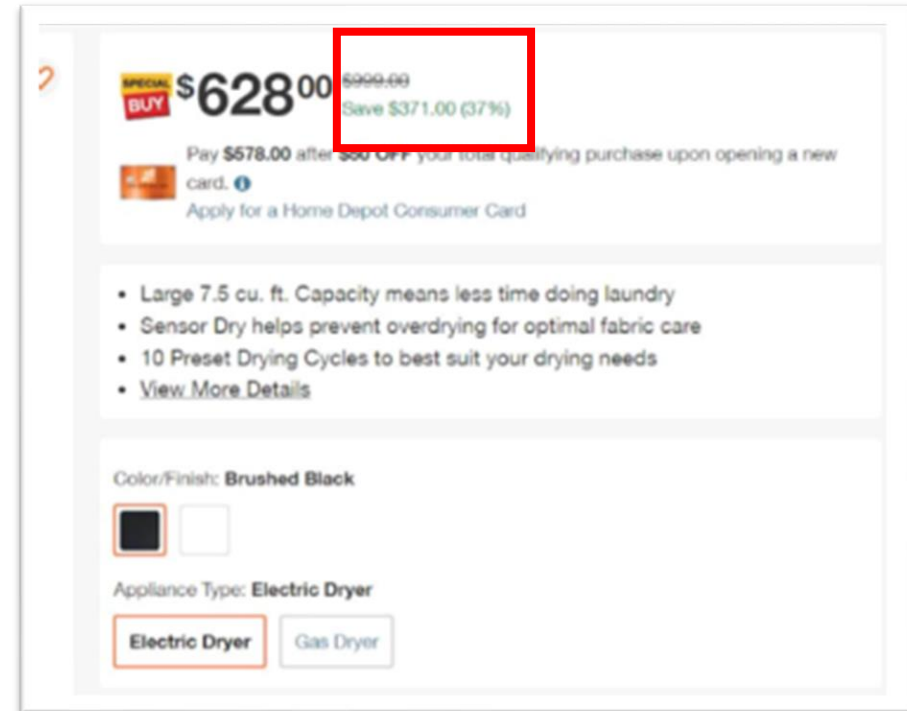 SPECIAL BUY $628 00 $999.00
Save $371.00 (37%)
Pay $578.00 after $50 OFF your total qualifying purchase upon opening a new
card.
Apply for a Home Depot Consumer Card
• Large 7.5 cu. ft. Capacity means less time doing laundry
• Sensor Dry helps prevent overdrying for optimal fabric care
• 10 Preset Drying Cycles to best suit your drying needs
• View More Details
Color/Finish: Brushed Black
Appliance Type: Electric Dryer
Electric Dryer Gas Dryer